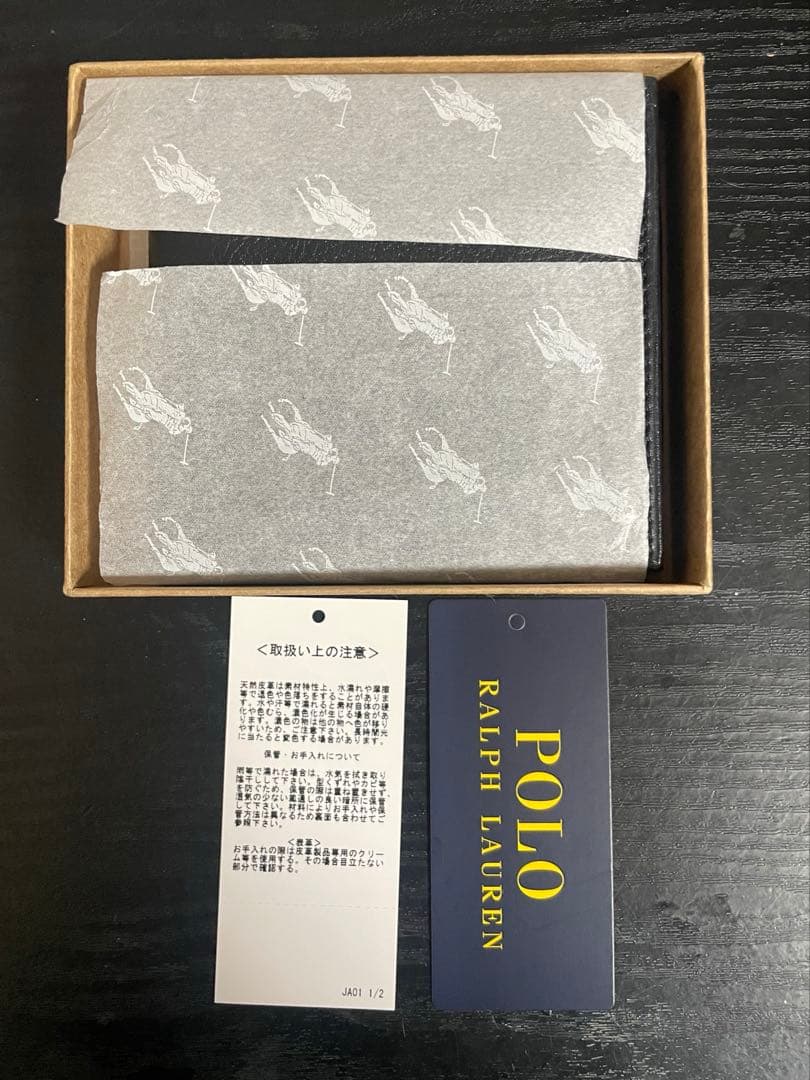 <取扱い上の注意>
天然皮革は素材特性上、水濡れや摩擦
等で退色や色落ちをすることがありま
す。水や汗等で濡れると素材自体の硬
化や色むら、濃色化が生じる場合があ
ります。濃色の物は他の物へ色が移り
やすいため、ご注意下さい。長時間光
に当たると変色する場合があります。
保管・お手入れについて
雨等で濡れた場合は、水気を拭き取り
陰干しして下さい。型くずれやカビ等
を防ぐため、保管の際は重ね置きせず、
湿気の少ない風通しの良い暗所に保管
して下さい。材料によりお手入れや保
管方法は異なるため裏面も合わせてご
参照下さい。
<表革>
お手入れの際は皮革製品専用のクリー
ム等を使用する。その場合目立たない
部分で確認する。
JA01 1/2
POLO
RALPH LAUREN